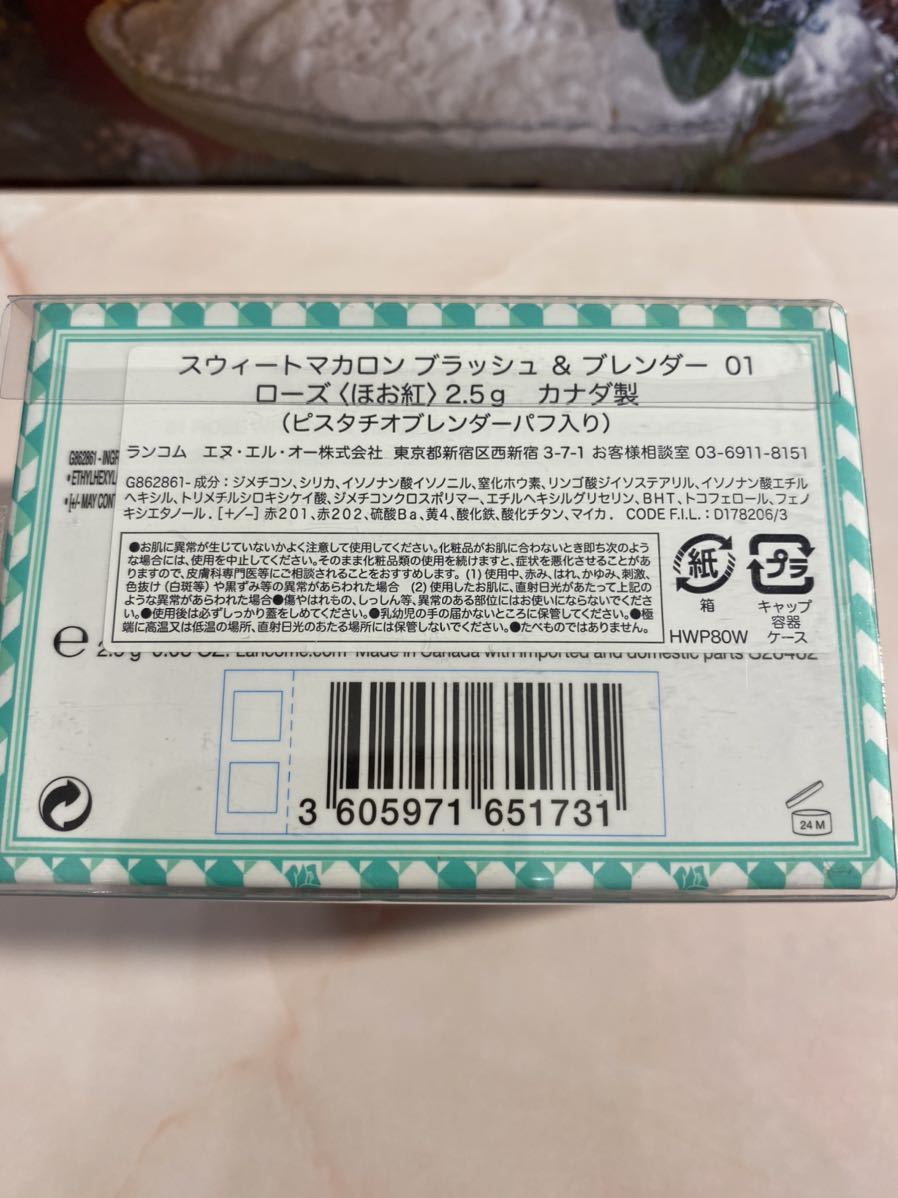 スウィートマカロン ブラッシュ & ブレンダー 01
ローズ〈ほお紅〉2.5g カナダ製
(ピスタチオブレンダーパフ入り)
ランコム エヌ・エル・オー株式会社 東京都新宿区西新宿 3-7-1 お客様相談室 03-6911-8151
G862861 - INGR
G862861-成分:ジメチコン、シリカ、イソノナン酸イソノニル、窒化ホウ素、リンゴ酸ジイソステアリル、イソノナン酸エチル
• ETHYLHEXYL
ヘキシル、トリメチルシロキシケイ酸、ジメチコンクロスポリマー、エチルヘキシルグリセリン、BHT、トコフェロール、フェノ
• [+/- MAY CONT
キシエタノール. [+/-] 赤201、赤202、硫酸Ba、黄4、酸化鉄、酸化チタン、マイカ. CODE F.I.L. : D178206/3
●お肌に異常が生じていないかよく注意して使用してください。化粧品がお肌に合わないとき即ち次のよう
な場合には、使用を中止してください。そのまま化粧品類の使用を続けますと、症状を悪化させることがあ
りますので、皮膚科専門医等にご相談されることをおすすめします。(1)使用中、赤み、はれ、かゆみ、刺激、
色抜け(白斑等)や黒ずみ等の異常があらわれた場合 (2)使用したお肌に、直射日光があたって上記のよ
うな異常があらわれた場合●傷やはれもの、しっしん等、異常のある部位にはお使いにならないでくださ
い。●使用後は必ずしっかり蓋をしめてください。●乳幼児の手の届かないところに保管してください。●極
端に高温又は低温の場所、直射日光のあたる場所には保管しないでください。●たべものではありません。
紙
箱
プラ
キャップ
容器
ケース
HWP80W
e 2.5 g 0.08 OZ. Lancome.com Made in Canada with imported and domestic parts
3 605971 651731
24 M